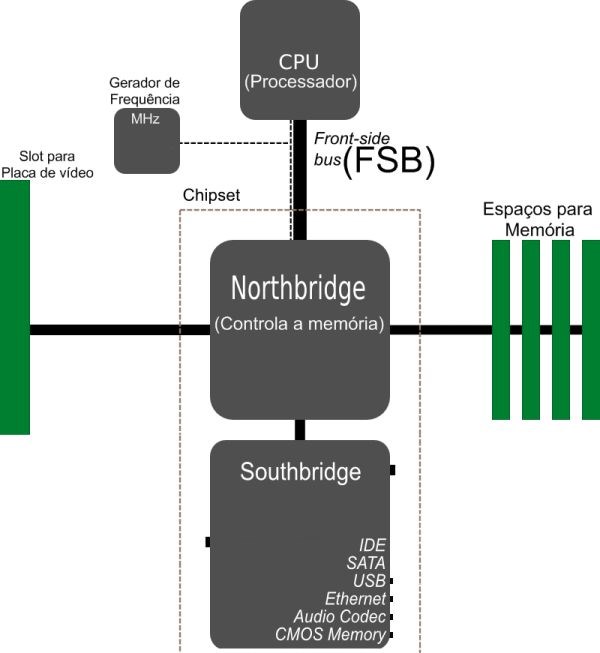 CPU
(Processador)
Gerador de
Frequência
MHz
Front-side
bus(FSB)
Slot para
Placa de vídeo
Chipset
Espaços para
Memória
Northbridge
(Controla a memória)
Southbridge
IDE
SATA
USB
Ethernet
Audio Codec
CMOS Memory